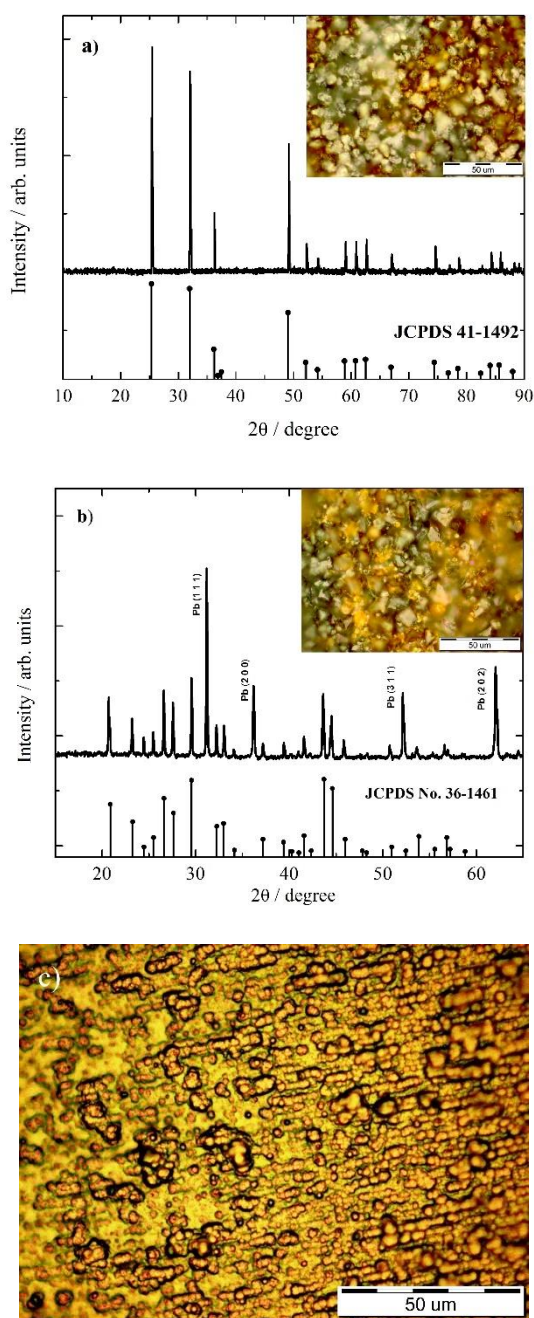 a)
50 um
Intensity / arb. units
JCPDS 41-1492
10 20 30 40 50 60 70 80 90
2θ / degree
b)
50 um
Pb (1 1 1)
Pb (2 0 0)
Pb (3 1 1)
Pb (2 0 2)
Intensity / arb. units
JCPDS No. 36-1461
20 30 40 50 60
2θ / degree
c)
50 um